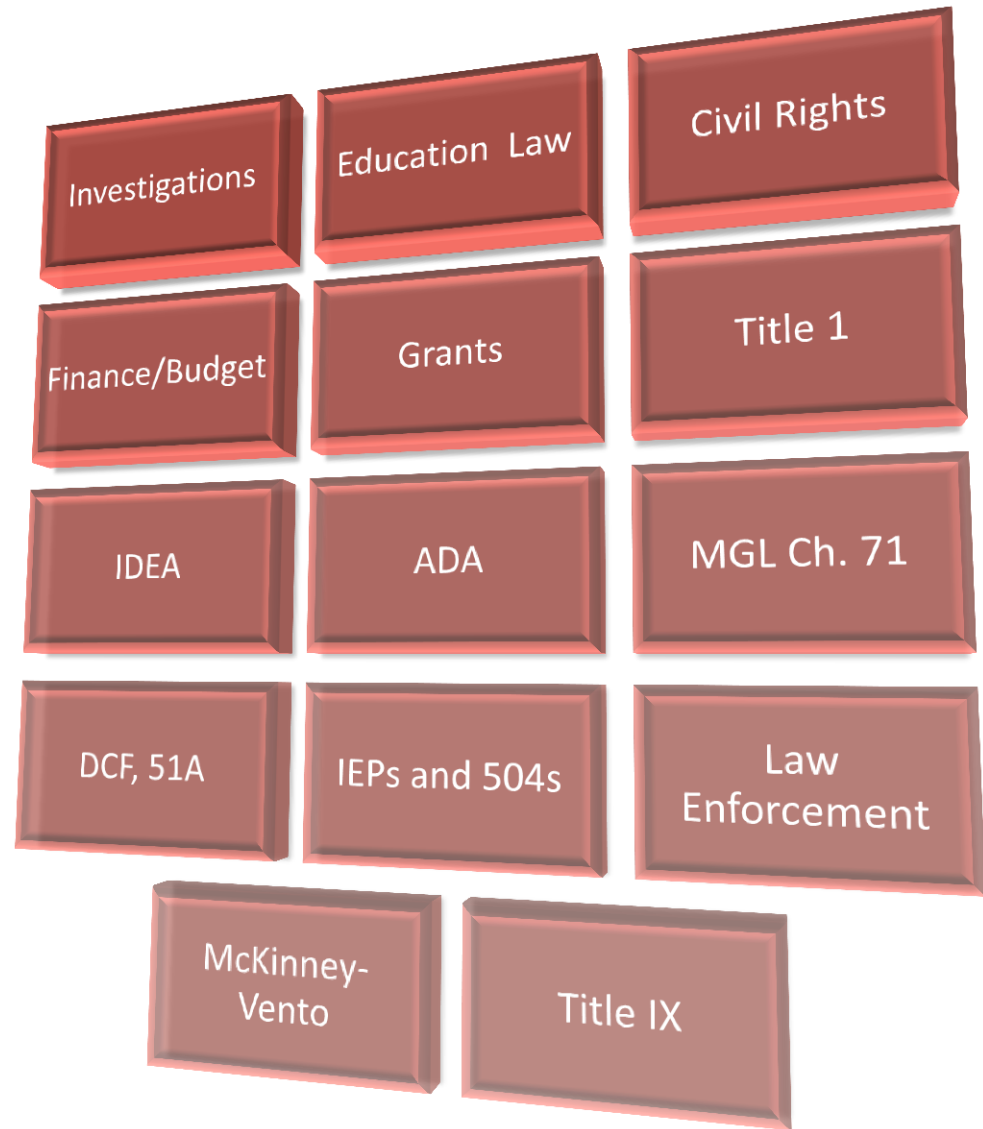 Investigations
Education Law
Civil Rights
Finance/Budget
Grants
Title 1
IDEA
ADA
MGL Ch. 71
DCF, 51A
IEPs and 504s
Law
Enforcement
McKinney-
Vento
Title IX